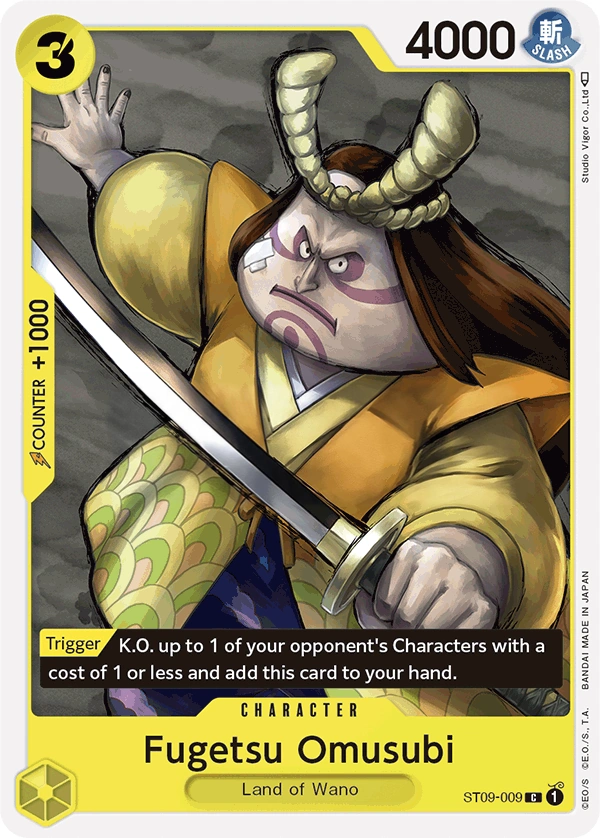 3
4000
斬
SLASH
Studio Vigor Co.,Ltd
COUNTER +1000
Trigger K.O. up to 1 of your opponent's Characters with a
cost of 1 or less and add this card to your hand.
CHARACTER
Fugetsu Omusubi
Land of Wano
ST09-009 C 1
©E.O/S ©E.O./S., T.A. BANDAI MADE IN JAPAN